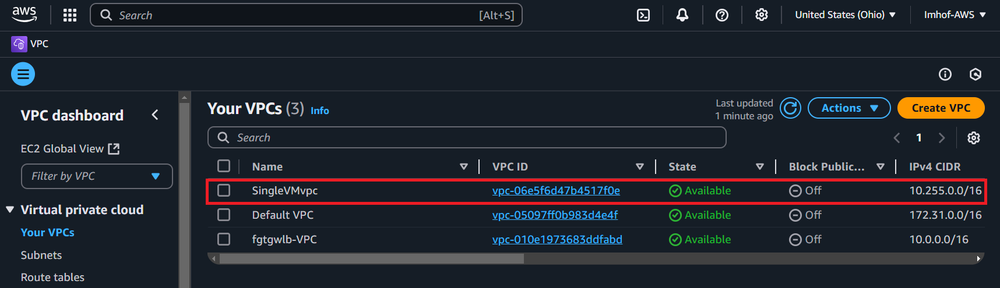 aws Search [Alt+S] United States (Ohio) Imhof-AWS
VPC
VPC dashboard
EC2 Global View
Filter by VPC
Virtual private cloud
Your VPCs
Subnets
Route tables
Your VPCs (3) Info
Last updated
1 minute ago
Actions
Create VPC
Search
1
Name VPC ID State Block Public... IPv4 CIDR
SingleVMvpc vpc-06e5f6d47b4517f0e Available Off 10.255.0.0/16
Default VPC vpc-05097ff0b983d4e4f Available Off 172.31.0.0/16
fgtgwlb-VPC vpc-010e1973683ddfabd Available Off 10.0.0.0/16